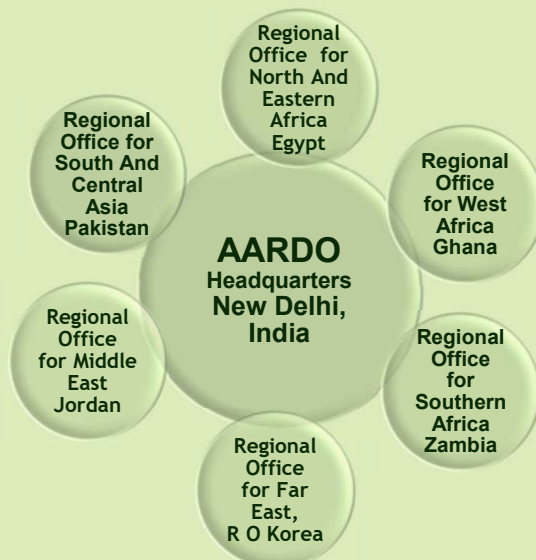 Regional
Office for
North And
Eastern
Africa
Egypt
Regional
Office for
South And
Central
Asia
Pakistan
Regional
Office
for West
Africa
Ghana
AARDO
Headquarters
New Delhi,
India
Regional
Office
for Middle
East
Jordan
Regional
Office
for
Southern
Africa
Zambia
Regional
Office
for Far
East,
R O Korea